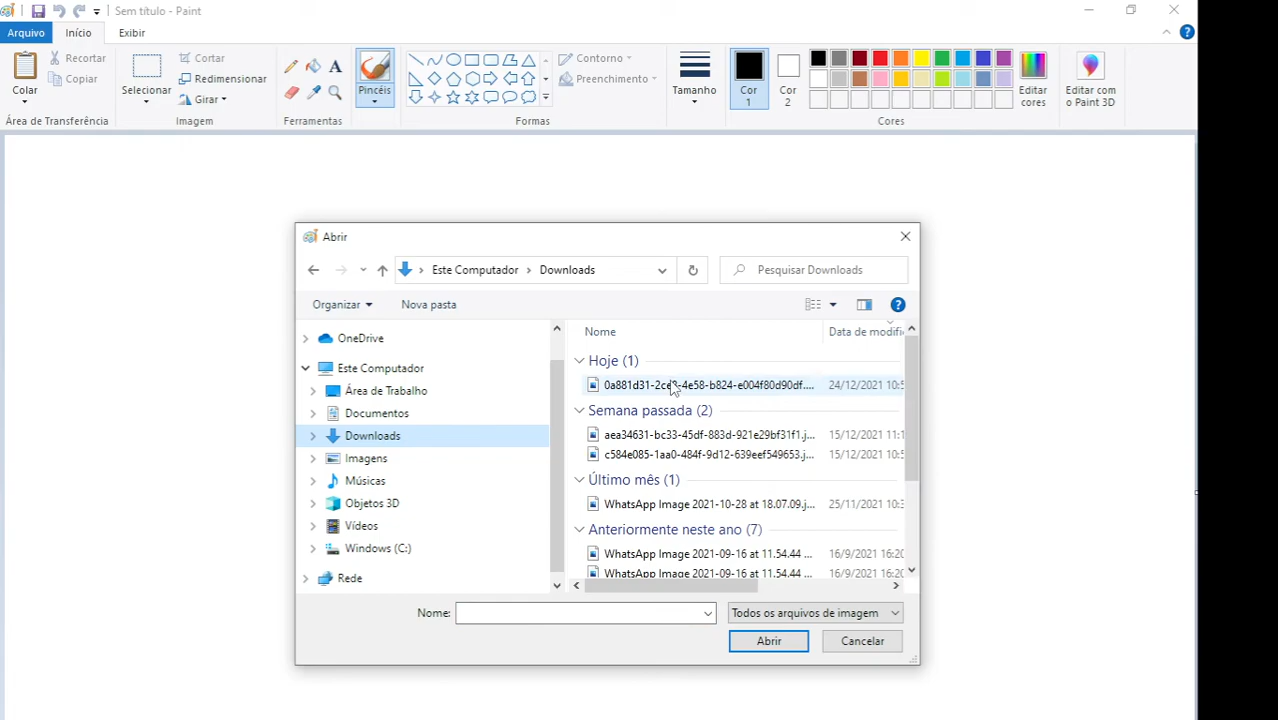 Sem título - Paint
Arquivo
Início
Exibir
Colar
Recortar
Copiar
Área de Transferência
Selecionar
Cortar
Redimensionar
Girar
Imagem
A
Ferramentas
Pincéis
Contorno
Preenchimento
Formas
Tamanho
Cor
1
Cor
2
Editar
cores
Cores
Editar com
o Paint 3D
Abrir
Este Computador
Downloads
Pesquisar Downloads
Organizar
Nova pasta
OneDrive
Este Computador
Área de Trabalho
Documentos
Downloads
Imagens
Músicas
Objetos 3D
Vídeos
Windows (C:)
Rede
Nome
Data de modifi
Hoje (1)
0a881d31-2ce8-4e58-b824-e004f80d90df.... 24/12/2021 10:5
Semana passada (2)
aea34631-bc33-45df-883d-921e29bf31f1.j... 15/12/2021 11:1
c584e085-1aa0-484f-9d12-639eef549653.j... 15/12/2021 10:5
Último mês (1)
WhatsApp Image 2021-10-28 at 18.07.09.j... 25/11/2021 10:3
Anteriormente neste ano (7)
WhatsApp Image 2021-09-16 at 11.54.44 ... 16/9/2021 16:20
WhatsApp Image 2021-09-16 at 11.54.44 ... 16/9/2021 16:20
Nome:
Todos os arquivos de imagem
Abrir
Cancelar